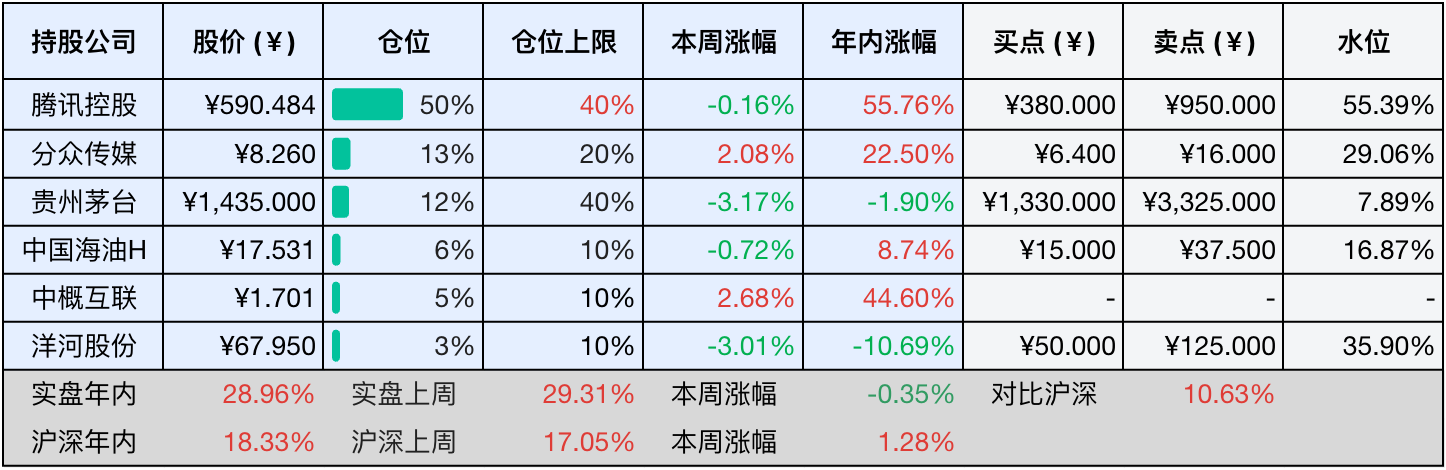 持股公司 股价 (¥) 仓位 仓位上限 本周涨幅 年内涨幅 买点 (¥) 卖点 (¥) 水位
腾讯控股 ¥590.484 50% 40% -0.16% 55.76% ¥380.000 ¥950.000 55.39%
分众传媒 ¥8.260 13% 20% 2.08% 22.50% ¥6.400 ¥16.000 29.06%
贵州茅台 ¥1,435.000 12% 40% -3.17% -1.90% ¥1,330.000 ¥3,325.000 7.89%
中国海油H ¥17.531 6% 10% -0.72% 8.74% ¥15.000 ¥37.500 16.87%
中概互联 ¥1.701 5% 10% 2.68% 44.60% - - -
洋河股份 ¥67.950 3% 10% -3.01% -10.69% ¥50.000 ¥125.000 35.90%
实盘年内 28.96% 实盘上周 29.31% 本周涨幅 -0.35% 对比沪深 10.63%
沪深年内 18.33% 沪深上周 17.05% 本周涨幅 1.28%